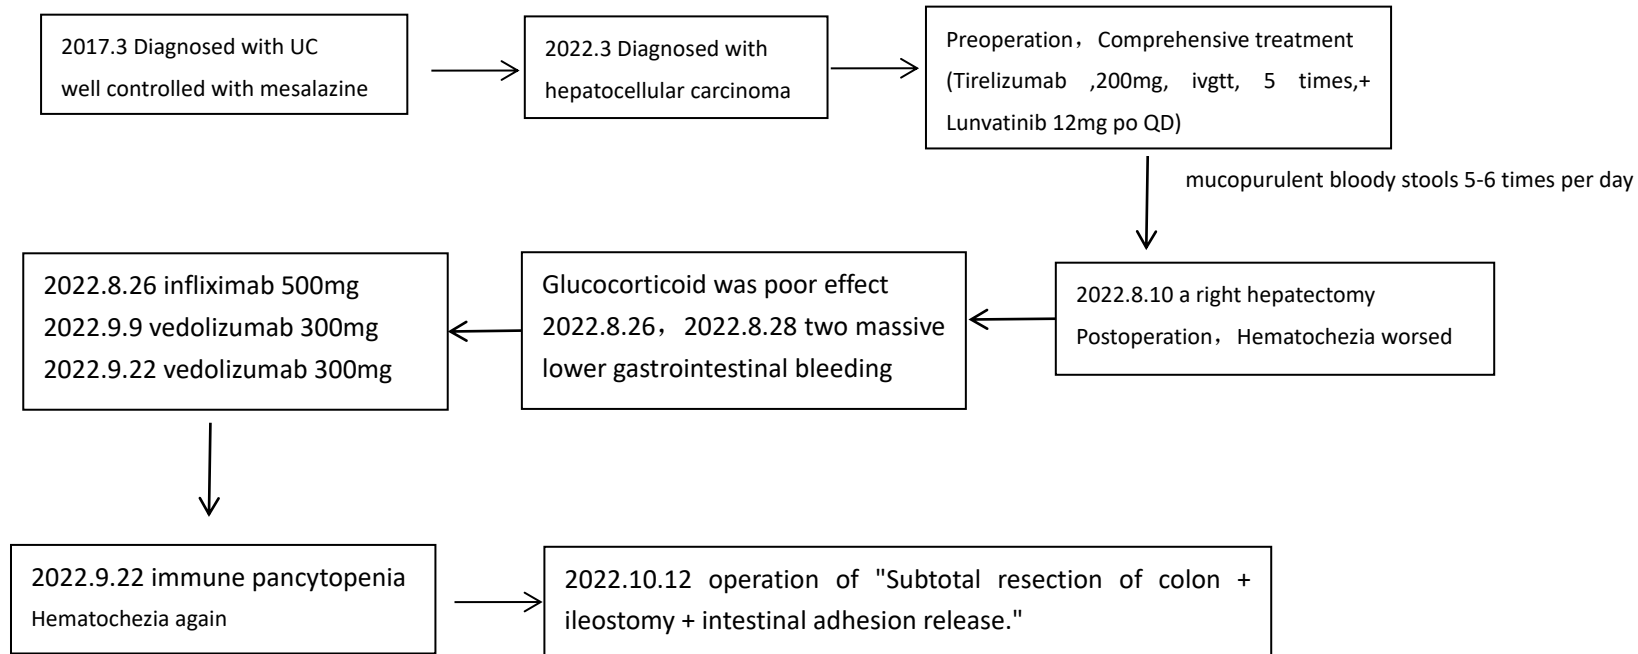 2017.3 Diagnosed with UC
well controlled with mesalazine
2022.3 Diagnosed with
hepatocellular carcinoma
Preoperation，Comprehensive treatment
(Tirelizumab ,200mg, ivgtt, 5 times,+
Lunvatinib 12mg po QD)
mucopurulent bloody stools 5-6 times per day
2022.8.10 a right hepatectomy
Postoperation，Hematochezia worsed
Glucocorticoid was poor effect
2022.8.26，2022.8.28 two massive
lower gastrointestinal bleeding
2022.8.26 infliximab 500mg
2022.9.9 vedolizumab 300mg
2022.9.22 vedolizumab 300mg
2022.9.22 immune pancytopenia
Hematochezia again
2022.10.12 operation of "Subtotal resection of colon +
ileostomy + intestinal adhesion release."